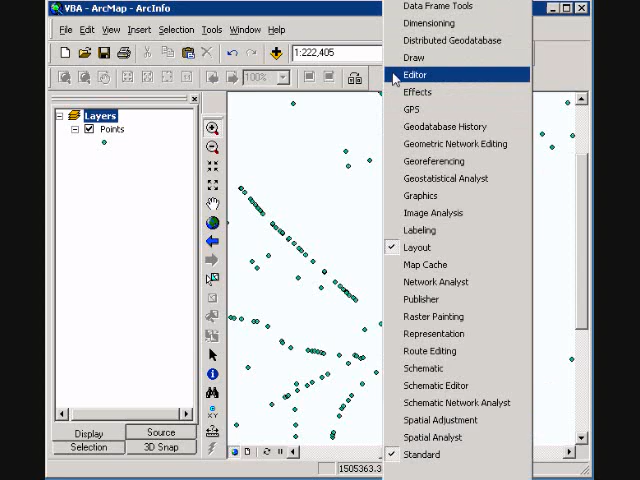 VBA - ArcMap - ArcInfo
File Edit View Insert Selection Tools Window
1:222,405
100%
Layers
Points
XY
Display
Source
Selection
3D Snap
1505363.3
Data Frame Tools
Dimensioning
Distributed Geodatabase
Draw
Editor
Effects
GPS
Geodatabase History
Geometric Network Editing
Georeferencing
Geostatistical Analyst
Graphics
Image Analysis
Labeling
Layout
Map Cache
Network Analyst
Publisher
Raster Painting
Representation
Route Editing
Schematic
Schematic Editor
Schematic Network Analyst
Spatial Adjustment
Spatial Analyst
Standard